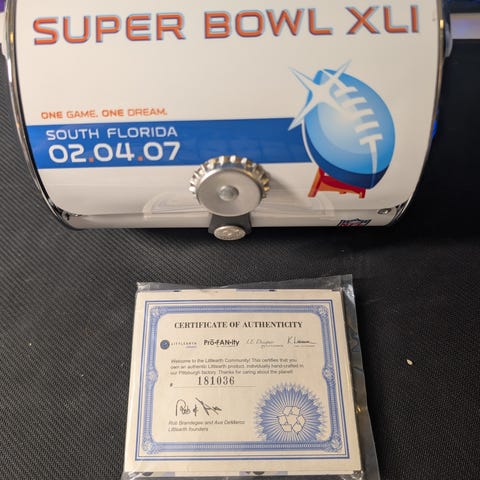 SUPER BOWL XLI
ONE GAME. ONE DREAM.
SOUTH FLORIDA
02.04.07
NFL
CERTIFICATE OF AUTHENTICITY
LITTLEARTH
Pro-FAN-ity
Welcome to the Littlearth Community! This certifies that you
own an authentic Littlearth product, individually hand-crafted in
our Pittsburgh factory. Thanks for caring about the planet!
# 181036
Rob Brandegee and Ava DeMarco
Littlearth founders